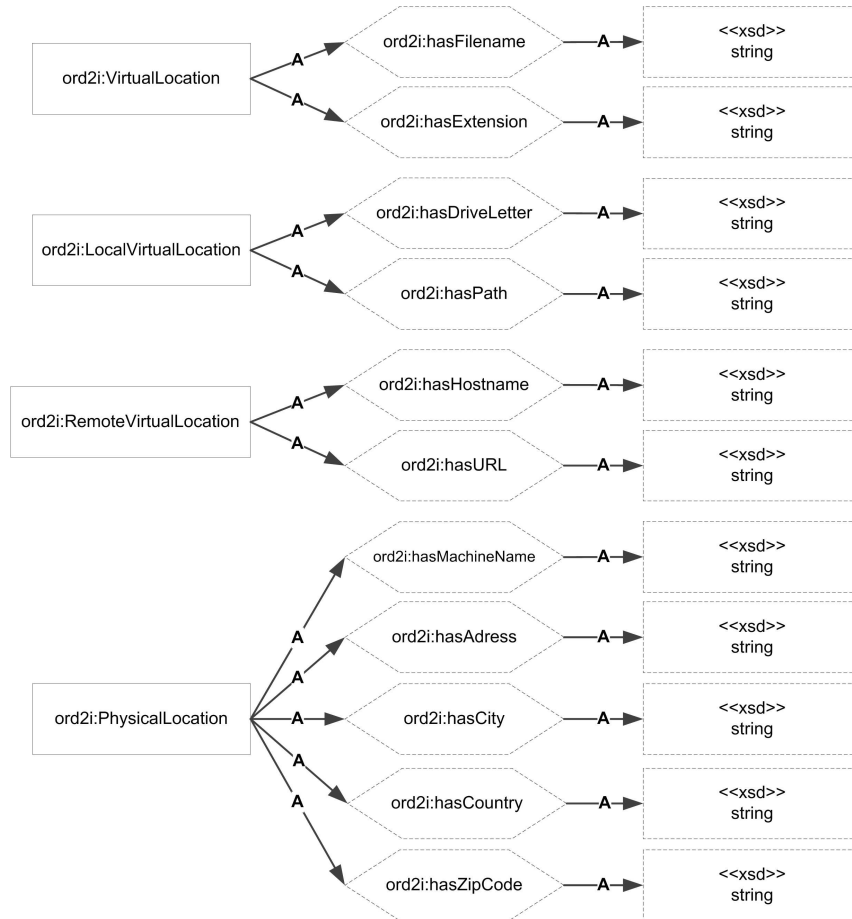 ord2i:VirtualLocation
A
ord2i:hasFilename
A
<<xsd>>
string
A
ord2i:hasExtension
A
<<xsd>>
string
ord2i:LocalVirtualLocation
A
ord2i:hasDriveLetter
A
<<xsd>>
string
A
ord2i:hasPath
A
<<xsd>>
string
ord2i:RemoteVirtualLocation
A
ord2i:hasHostname
A
<<xsd>>
string
A
ord2i:hasURL
A
<<xsd>>
string
ord2i:PhysicalLocation
A
ord2i:hasMachineName
A
<<xsd>>
string
A
ord2i:hasAdress
A
<<xsd>>
string
A
ord2i:hasCity
A
<<xsd>>
string
A
ord2i:hasCountry
A
<<xsd>>
string
A
ord2i:hasZipCode
A
<<xsd>>
string